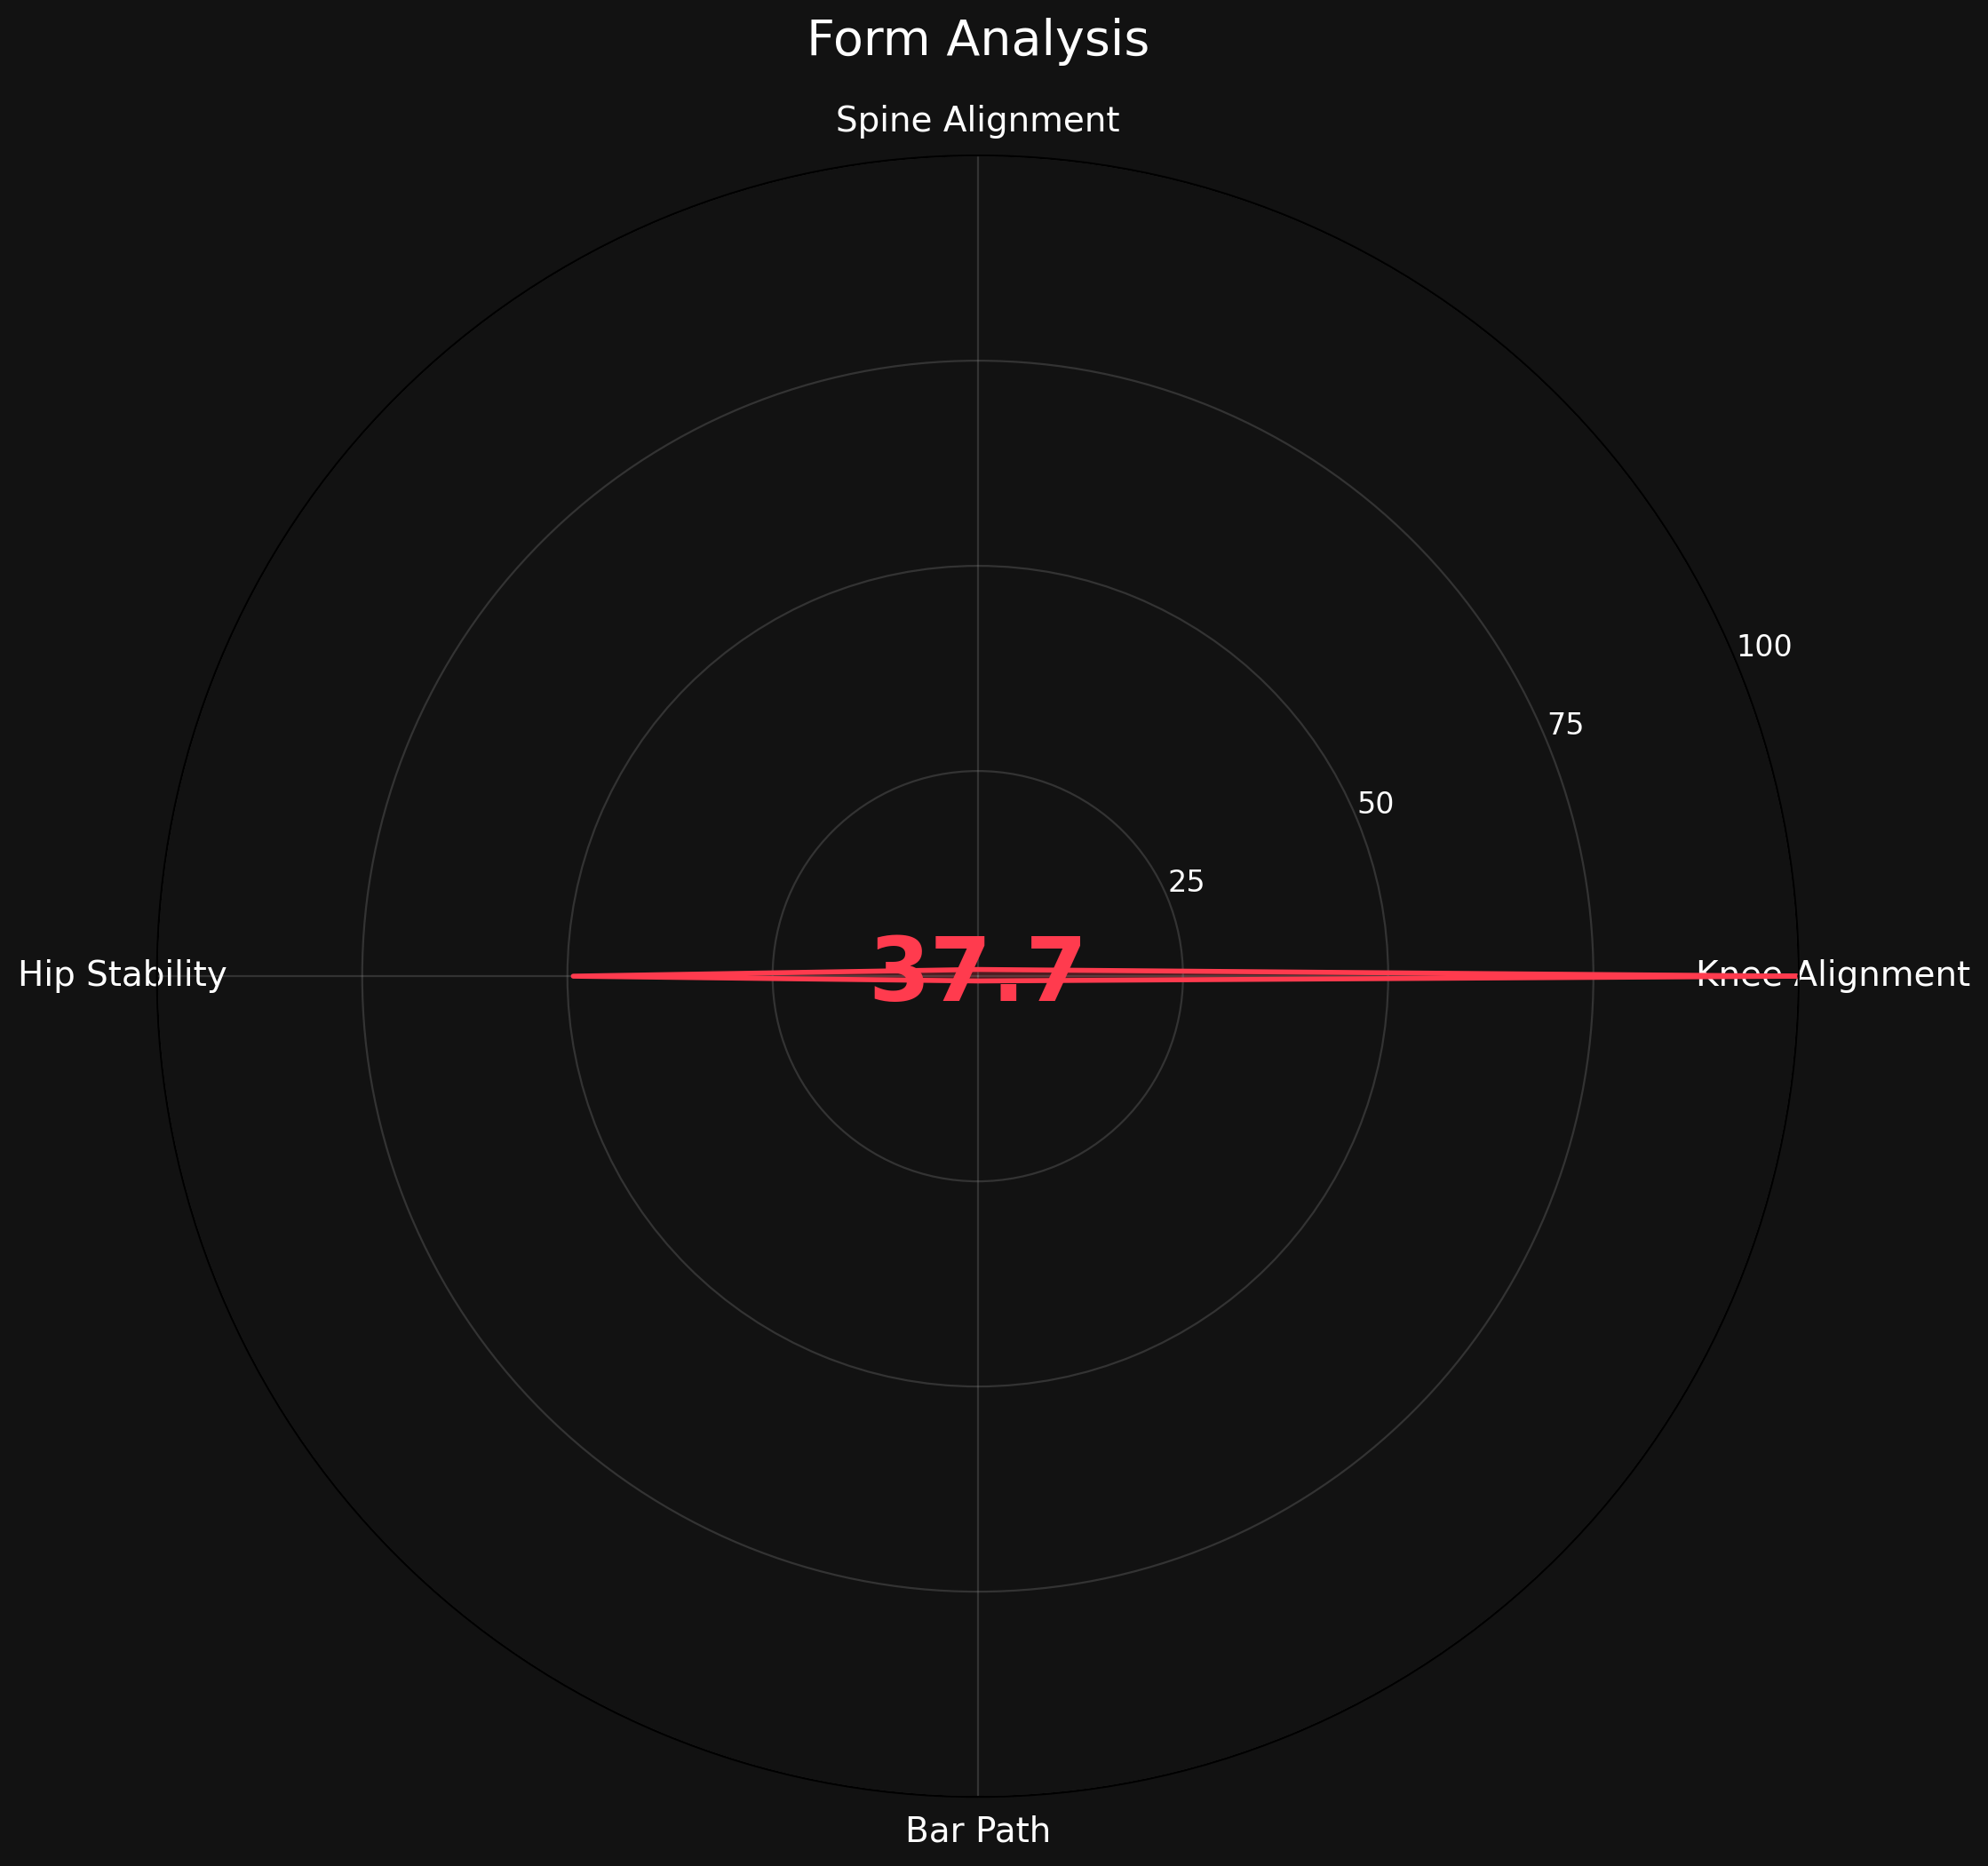 Form Analysis
Spine Alignment
100
75
50
25
37.7
Hip Stability
Knee Alignment
Bar Path